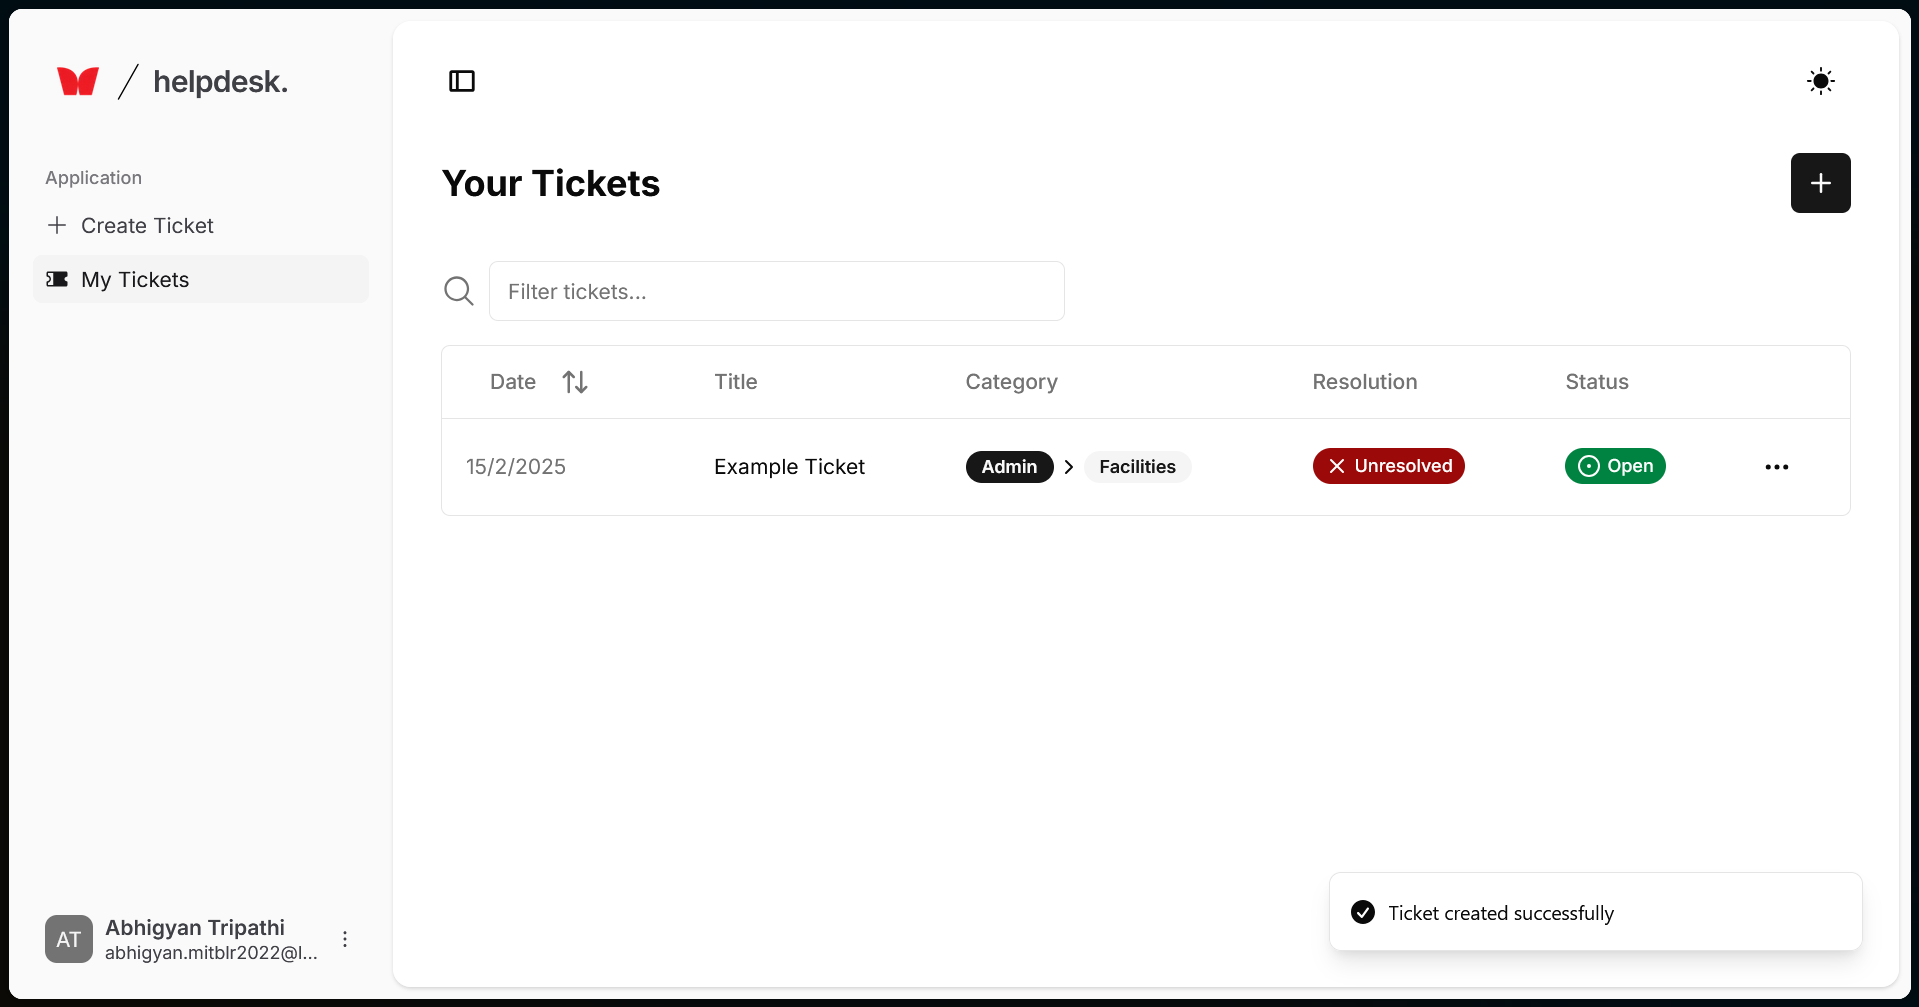 helpdesk.
Application
Create Ticket
My Tickets
Your Tickets
Filter tickets...
Date Title Category Resolution Status
15/2/2025 Example Ticket Admin Facilities Unresolved Open
Ticket created successfully
AT
Abhigyan Tripathi
abhigyan.mitblr2022@l...